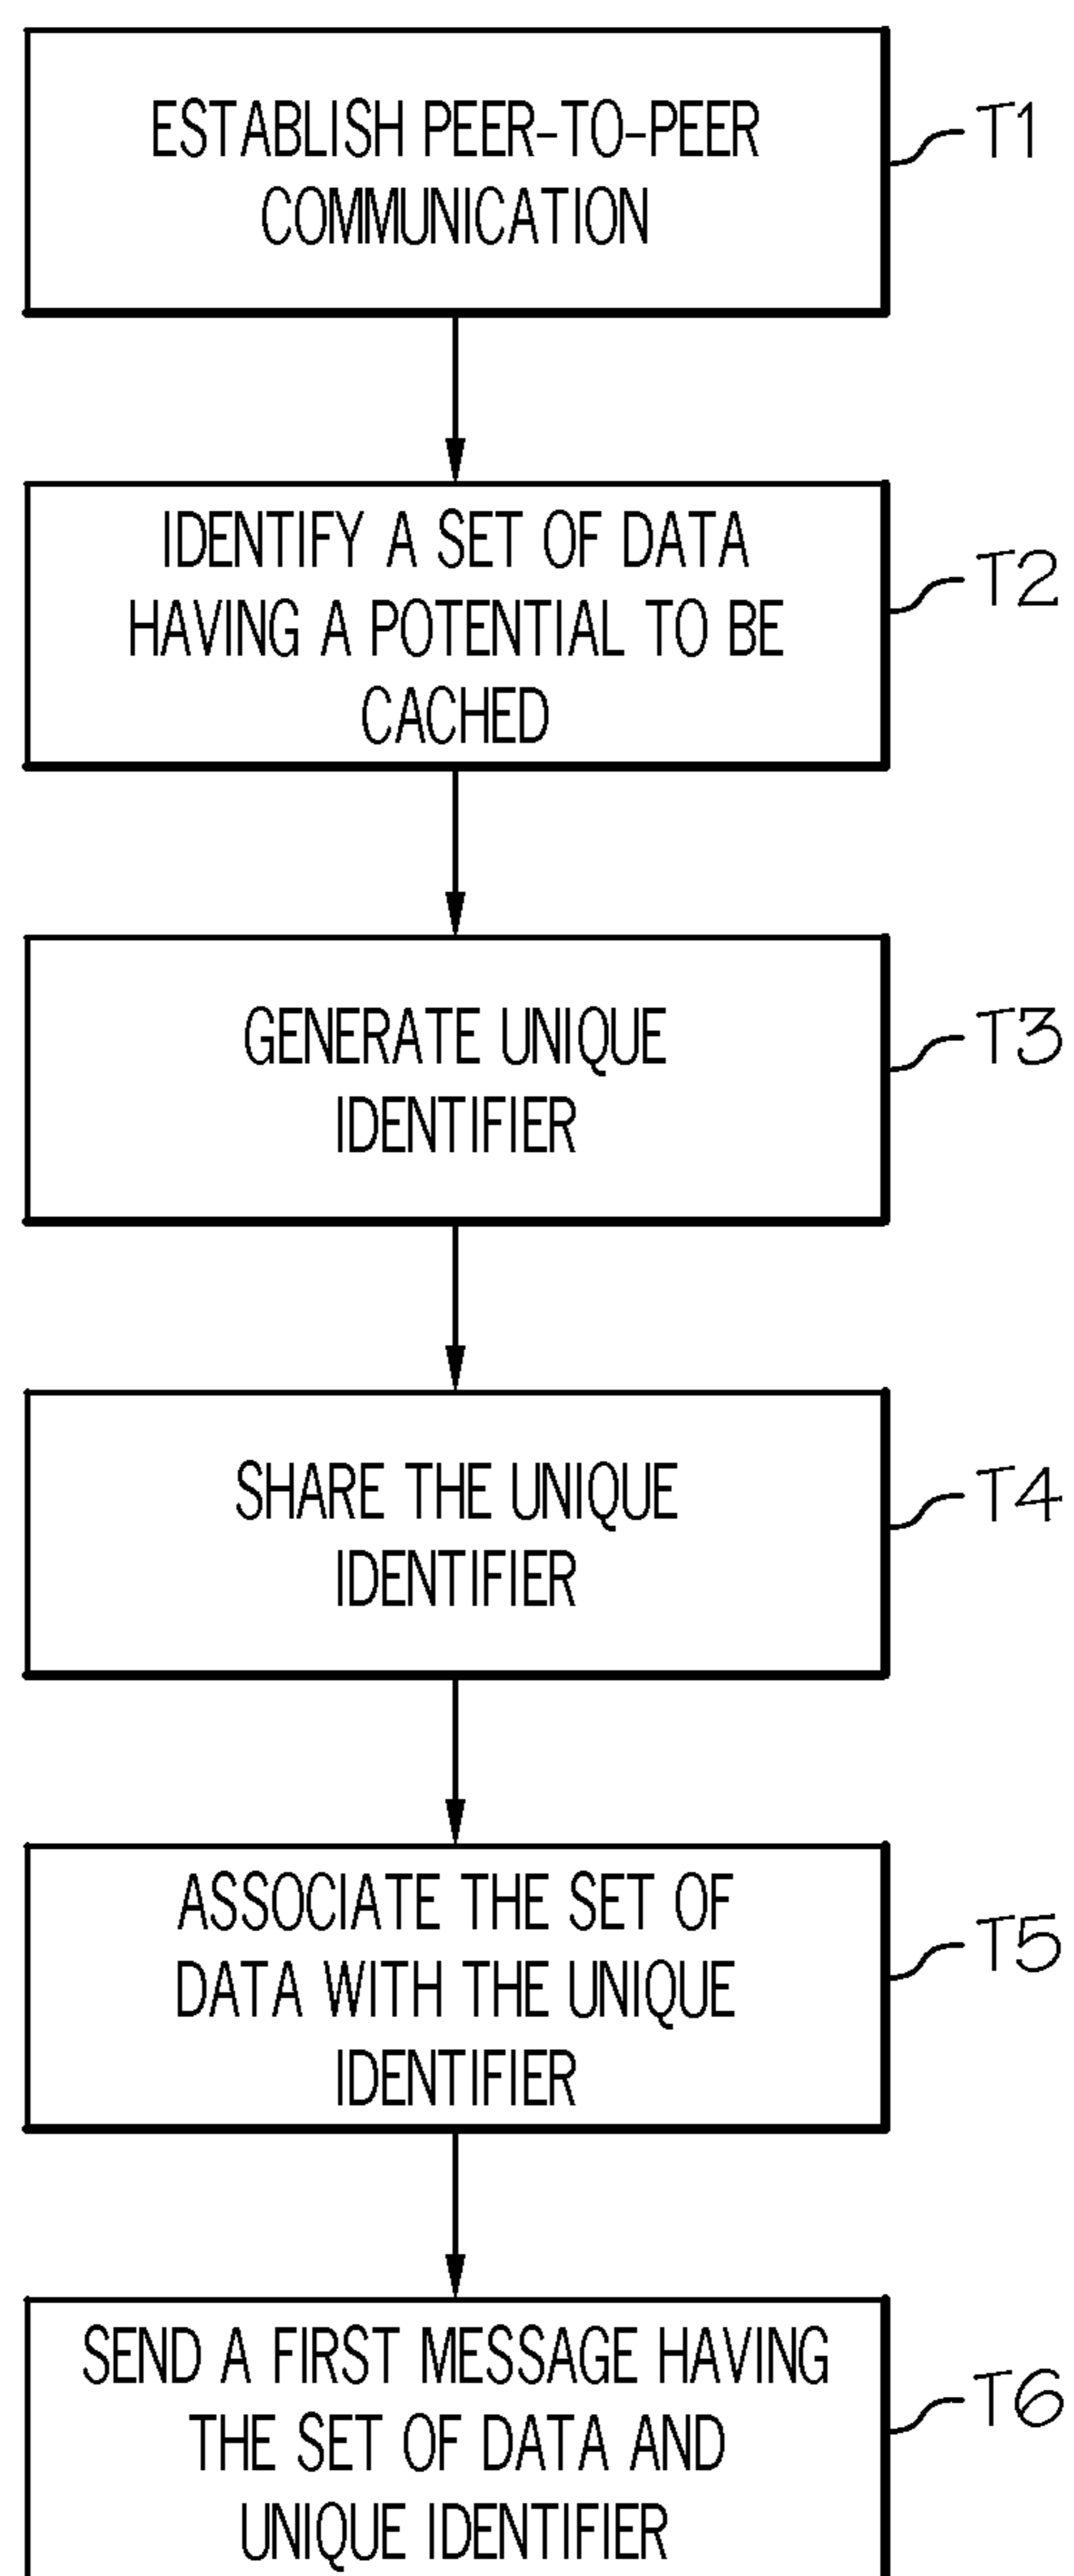 ESTABLISH PEER-TO-PEER
COMMUNICATION
T1
IDENTIFY A SET OF DATA
HAVING A POTENTIAL TO BE
CACHED
T2
GENERATE UNIQUE
IDENTIFIER
T3
SHARE THE UNIQUE
IDENTIFIER
T4
ASSOCIATE THE SET OF
DATA WITH THE UNIQUE
IDENTIFIER
T5
SEND A FIRST MESSAGE HAVING
THE SET OF DATA AND
UNIQUE IDENTIFIER
T6